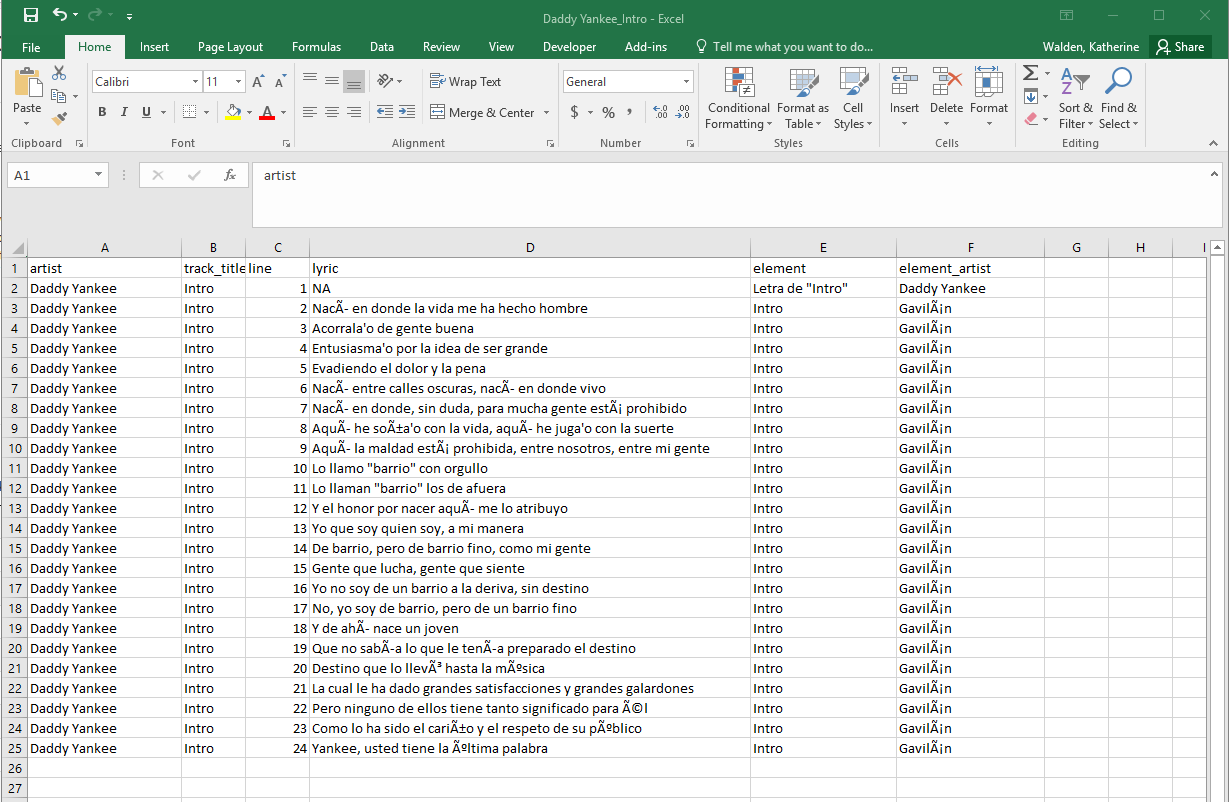 Daddy Yankee_Intro - Excel
File Home Insert Page Layout Formulas Data Review View Developer Add-ins Tell me what you want to do... Walden, Katherine Share
Paste
Calibri 11
B I U
A A
Wrap Text
Merge & Center
General
$ % ,
Conditional Formatting
Format as Table
Cell Styles
Insert Delete Format
Sort & Filter
Find & Select
Clipboard Font Alignment Number Styles Cells Editing
A1 fx artist
A B C D E F G H I
1 artist track_title line lyric element element_artist
2 Daddy Yankee Intro 1 NA Letra de "Intro" Daddy Yankee
3 Daddy Yankee Intro 2 NacÃ- en donde la vida me ha hecho hombre Intro GavilÃ¡n
4 Daddy Yankee Intro 3 Acorrala'o de gente buena Intro GavilÃ¡n
5 Daddy Yankee Intro 4 Entusiasma'o por la idea de ser grande Intro GavilÃ¡n
6 Daddy Yankee Intro 5 Evadiendo el dolor y la pena Intro GavilÃ¡n
7 Daddy Yankee Intro 6 NacÃ- entre calles oscuras, nacÃ- en donde vivo Intro GavilÃ¡n
8 Daddy Yankee Intro 7 NacÃ- en donde, sin duda, para mucha gente estÃ¡ prohibido Intro GavilÃ¡n
9 Daddy Yankee Intro 8 AquÃ- he soÃ±a'o con la vida, aquÃ- he juga'o con la suerte Intro GavilÃ¡n
10 Daddy Yankee Intro 9 AquÃ- la maldad estÃ¡ prohibida, entre nosotros, entre mi gente Intro GavilÃ¡n
11 Daddy Yankee Intro 10 Lo llamo "barrio" con orgullo Intro GavilÃ¡n
12 Daddy Yankee Intro 11 Lo llaman "barrio" los de afuera Intro GavilÃ¡n
13 Daddy Yankee Intro 12 Y el honor por nacer aquÃ- me lo atribuyo Intro GavilÃ¡n
14 Daddy Yankee Intro 13 Yo que soy quien soy, a mi manera Intro GavilÃ¡n
15 Daddy Yankee Intro 14 De barrio, pero de barrio fino, como mi gente Intro GavilÃ¡n
16 Daddy Yankee Intro 15 Gente que lucha, gente que siente Intro GavilÃ¡n
17 Daddy Yankee Intro 16 Yo no soy de un barrio a la deriva, sin destino Intro GavilÃ¡n
18 Daddy Yankee Intro 17 No, yo soy de barrio, pero de un barrio fino Intro GavilÃ¡n
19 Daddy Yankee Intro 18 Y de ahÃ- nace un joven Intro GavilÃ¡n
20 Daddy Yankee Intro 19 Que no sabÃ-a lo que le tenÃ-a preparado el destino Intro GavilÃ¡n
21 Daddy Yankee Intro 20 Destino que lo llevÃ³ hasta la mÃºsica Intro GavilÃ¡n
22 Daddy Yankee Intro 21 La cual le ha dado grandes satisfacciones y grandes galardones Intro GavilÃ¡n
23 Daddy Yankee Intro 22 Pero ninguno de ellos tiene tanto significado para Ã©l Intro GavilÃ¡n
24 Daddy Yankee Intro 23 Como lo ha sido el cariÃ±o y el respeto de su pÃºblico Intro GavilÃ¡n
25 Daddy Yankee Intro 24 Yankee, usted tiene la Ãºltima palabra Intro GavilÃ¡n
26
27